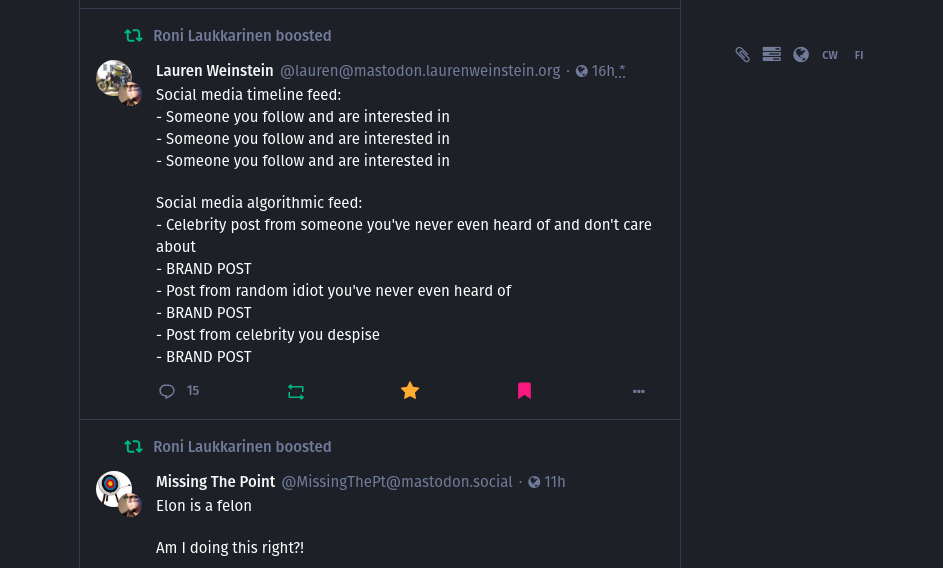 Roni Laukkarinen boosted
Lauren Weinstein @lauren@mastodon.laurenweinstein.org · 16h *
Social media timeline feed:
- Someone you follow and are interested in
- Someone you follow and are interested in
- Someone you follow and are interested in
Social media algorithmic feed:
- Celebrity post from someone you've never even heard of and don't care
about
- BRAND POST
- Post from random idiot you've never even heard of
- BRAND POST
- Post from celebrity you despise
- BRAND POST
15
Roni Laukkarinen boosted
Missing The Point @MissingThePt@mastodon.social · 11h
Elon is a felon
Am I doing this right?!
CW FI